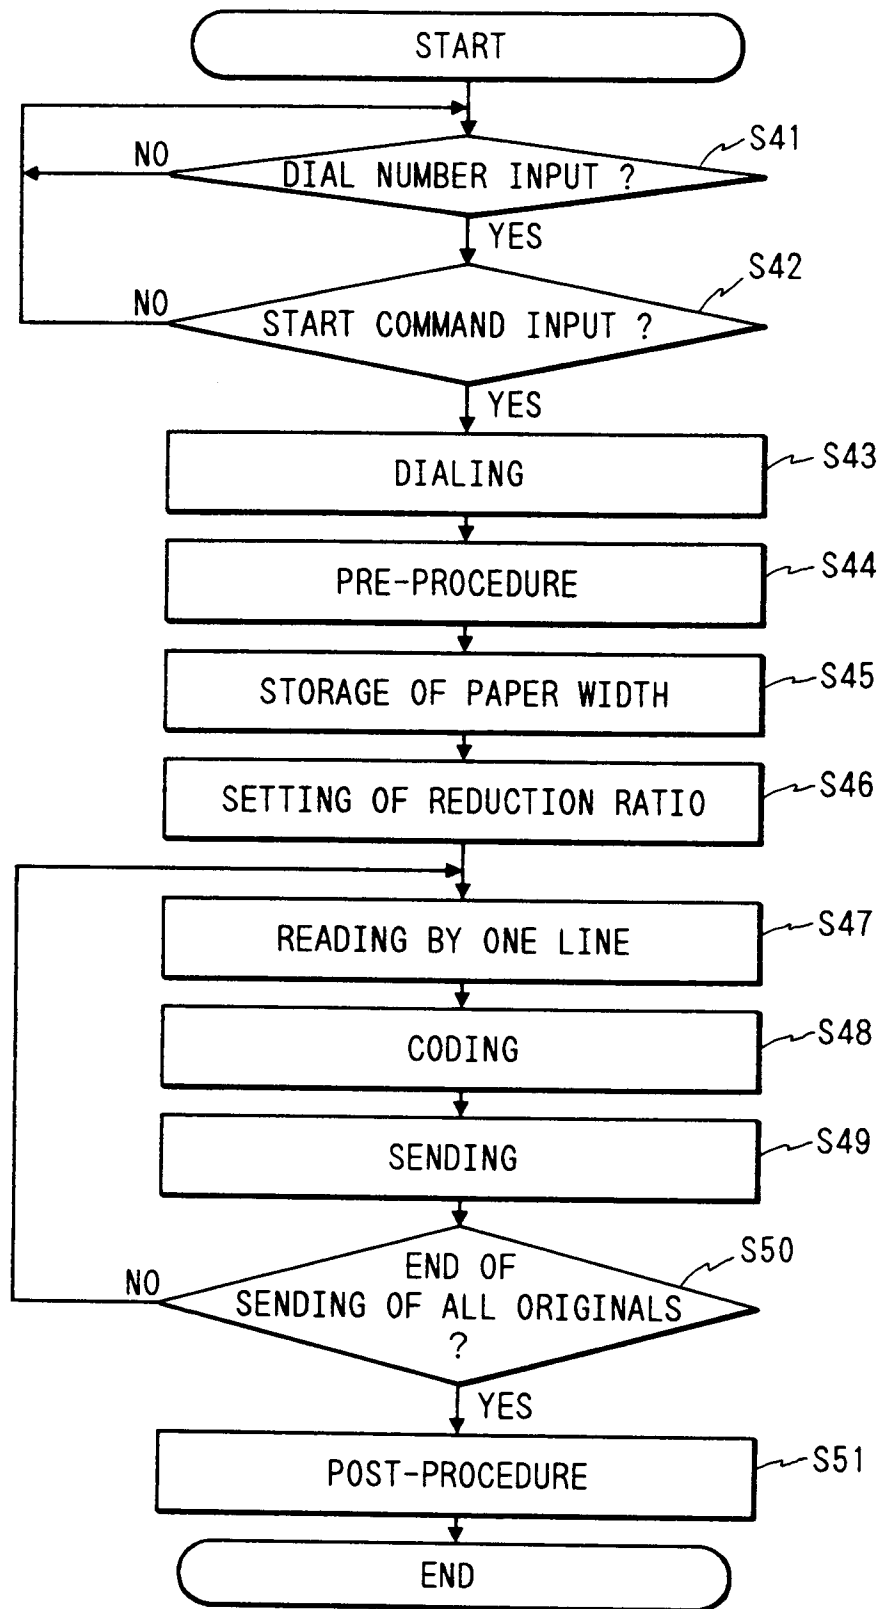 START
NO
DIAL NUMBER INPUT ?
S41
YES
NO
START COMMAND INPUT ?
S42
YES
DIALING
S43
PRE-PROCEDURE
S44
STORAGE OF PAPER WIDTH
S45
SETTING OF REDUCTION RATIO
S46
READING BY ONE LINE
S47
CODING
S48
SENDING
S49
NO
END OF
SENDING OF ALL ORIGINALS
?
S50
YES
POST-PROCEDURE
S51
END